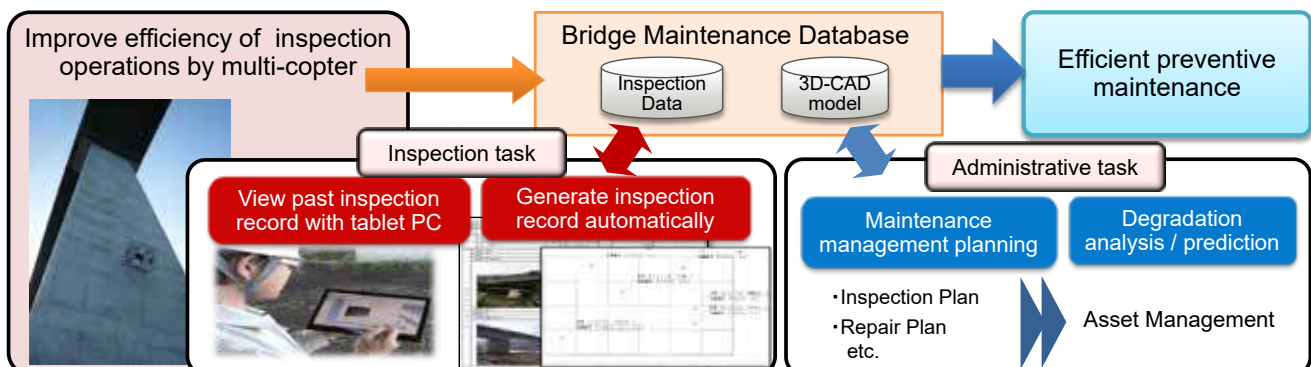 Improve efficiency of inspection
operations by multi-copter
Bridge Maintenance Database
Inspection
Data
3D-CAD
model
Efficient preventive
maintenance
Inspection task
View past inspection
record with tablet PC
Generate inspection
record automatically
Administrative task
Maintenance
management planning
Degradation
analysis / prediction
・Inspection Plan
・Repair Plan
etc.
Asset Management